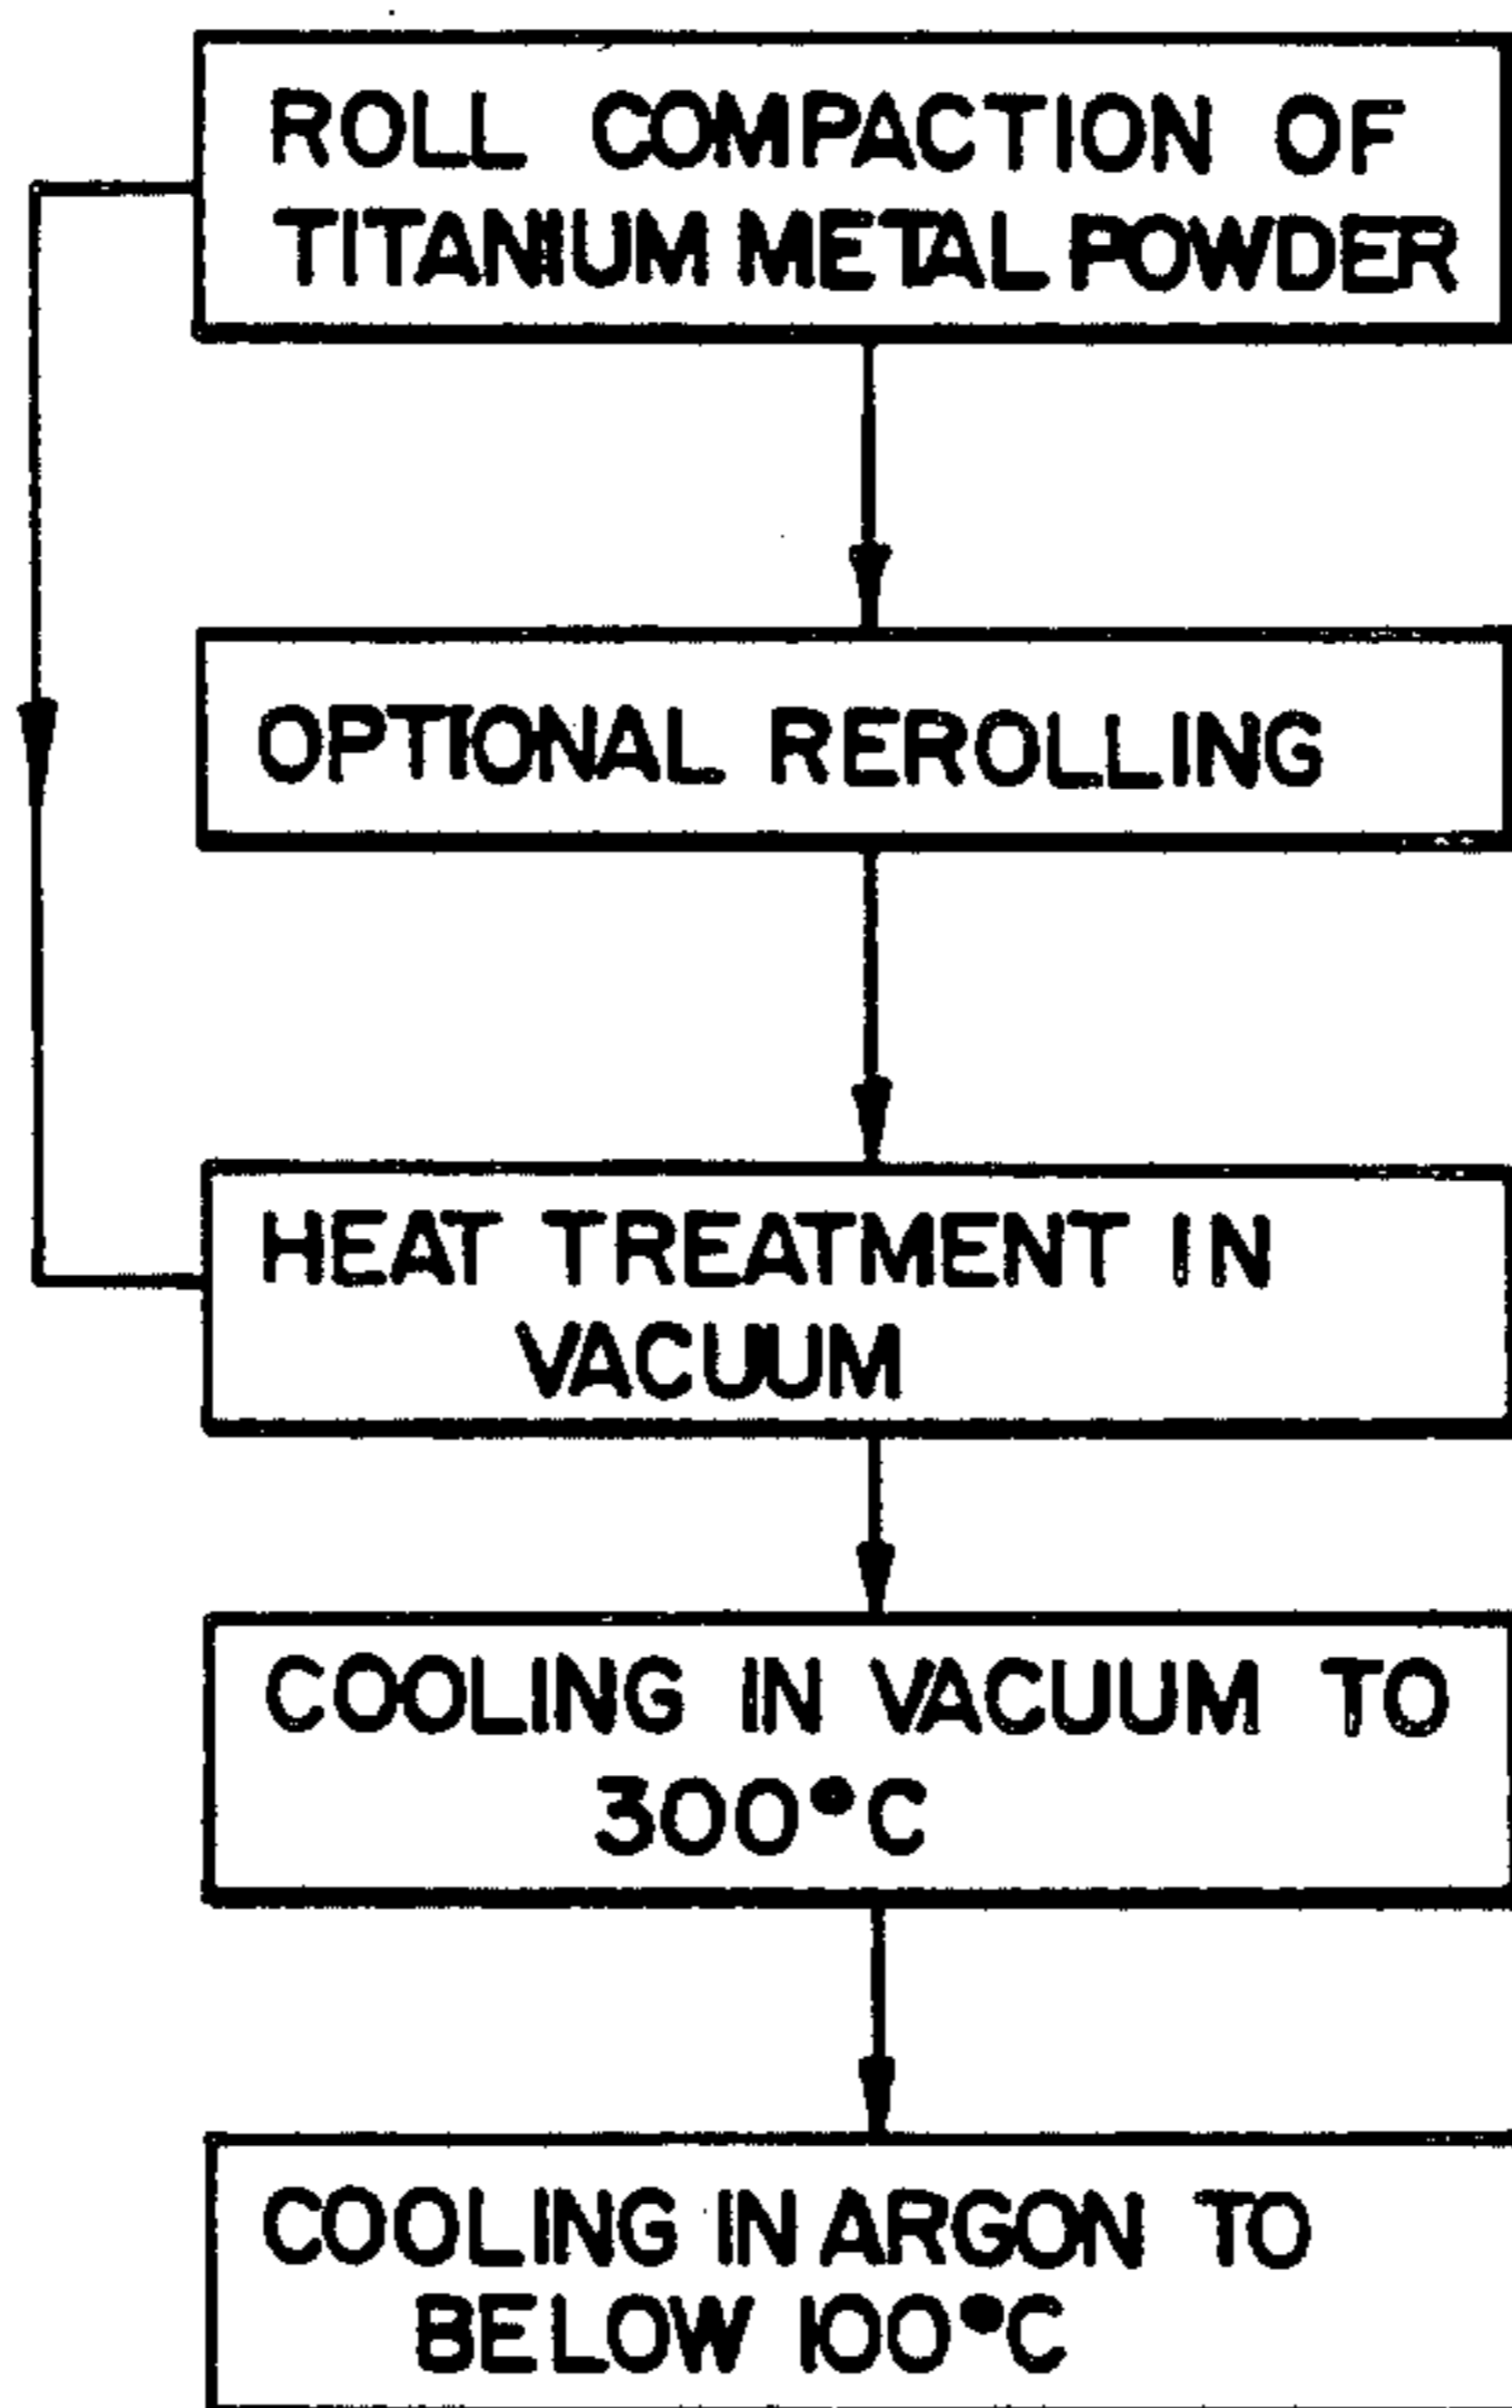 ROLL COMPACTION OF
TITANIUM METAL POWDER
OPTIONAL REROLLING
HEAT TREATMENT IN
VACUUM
COOLING IN VACUUM TO
300°C
COOLING IN ARGON TO
BELOW 100°C